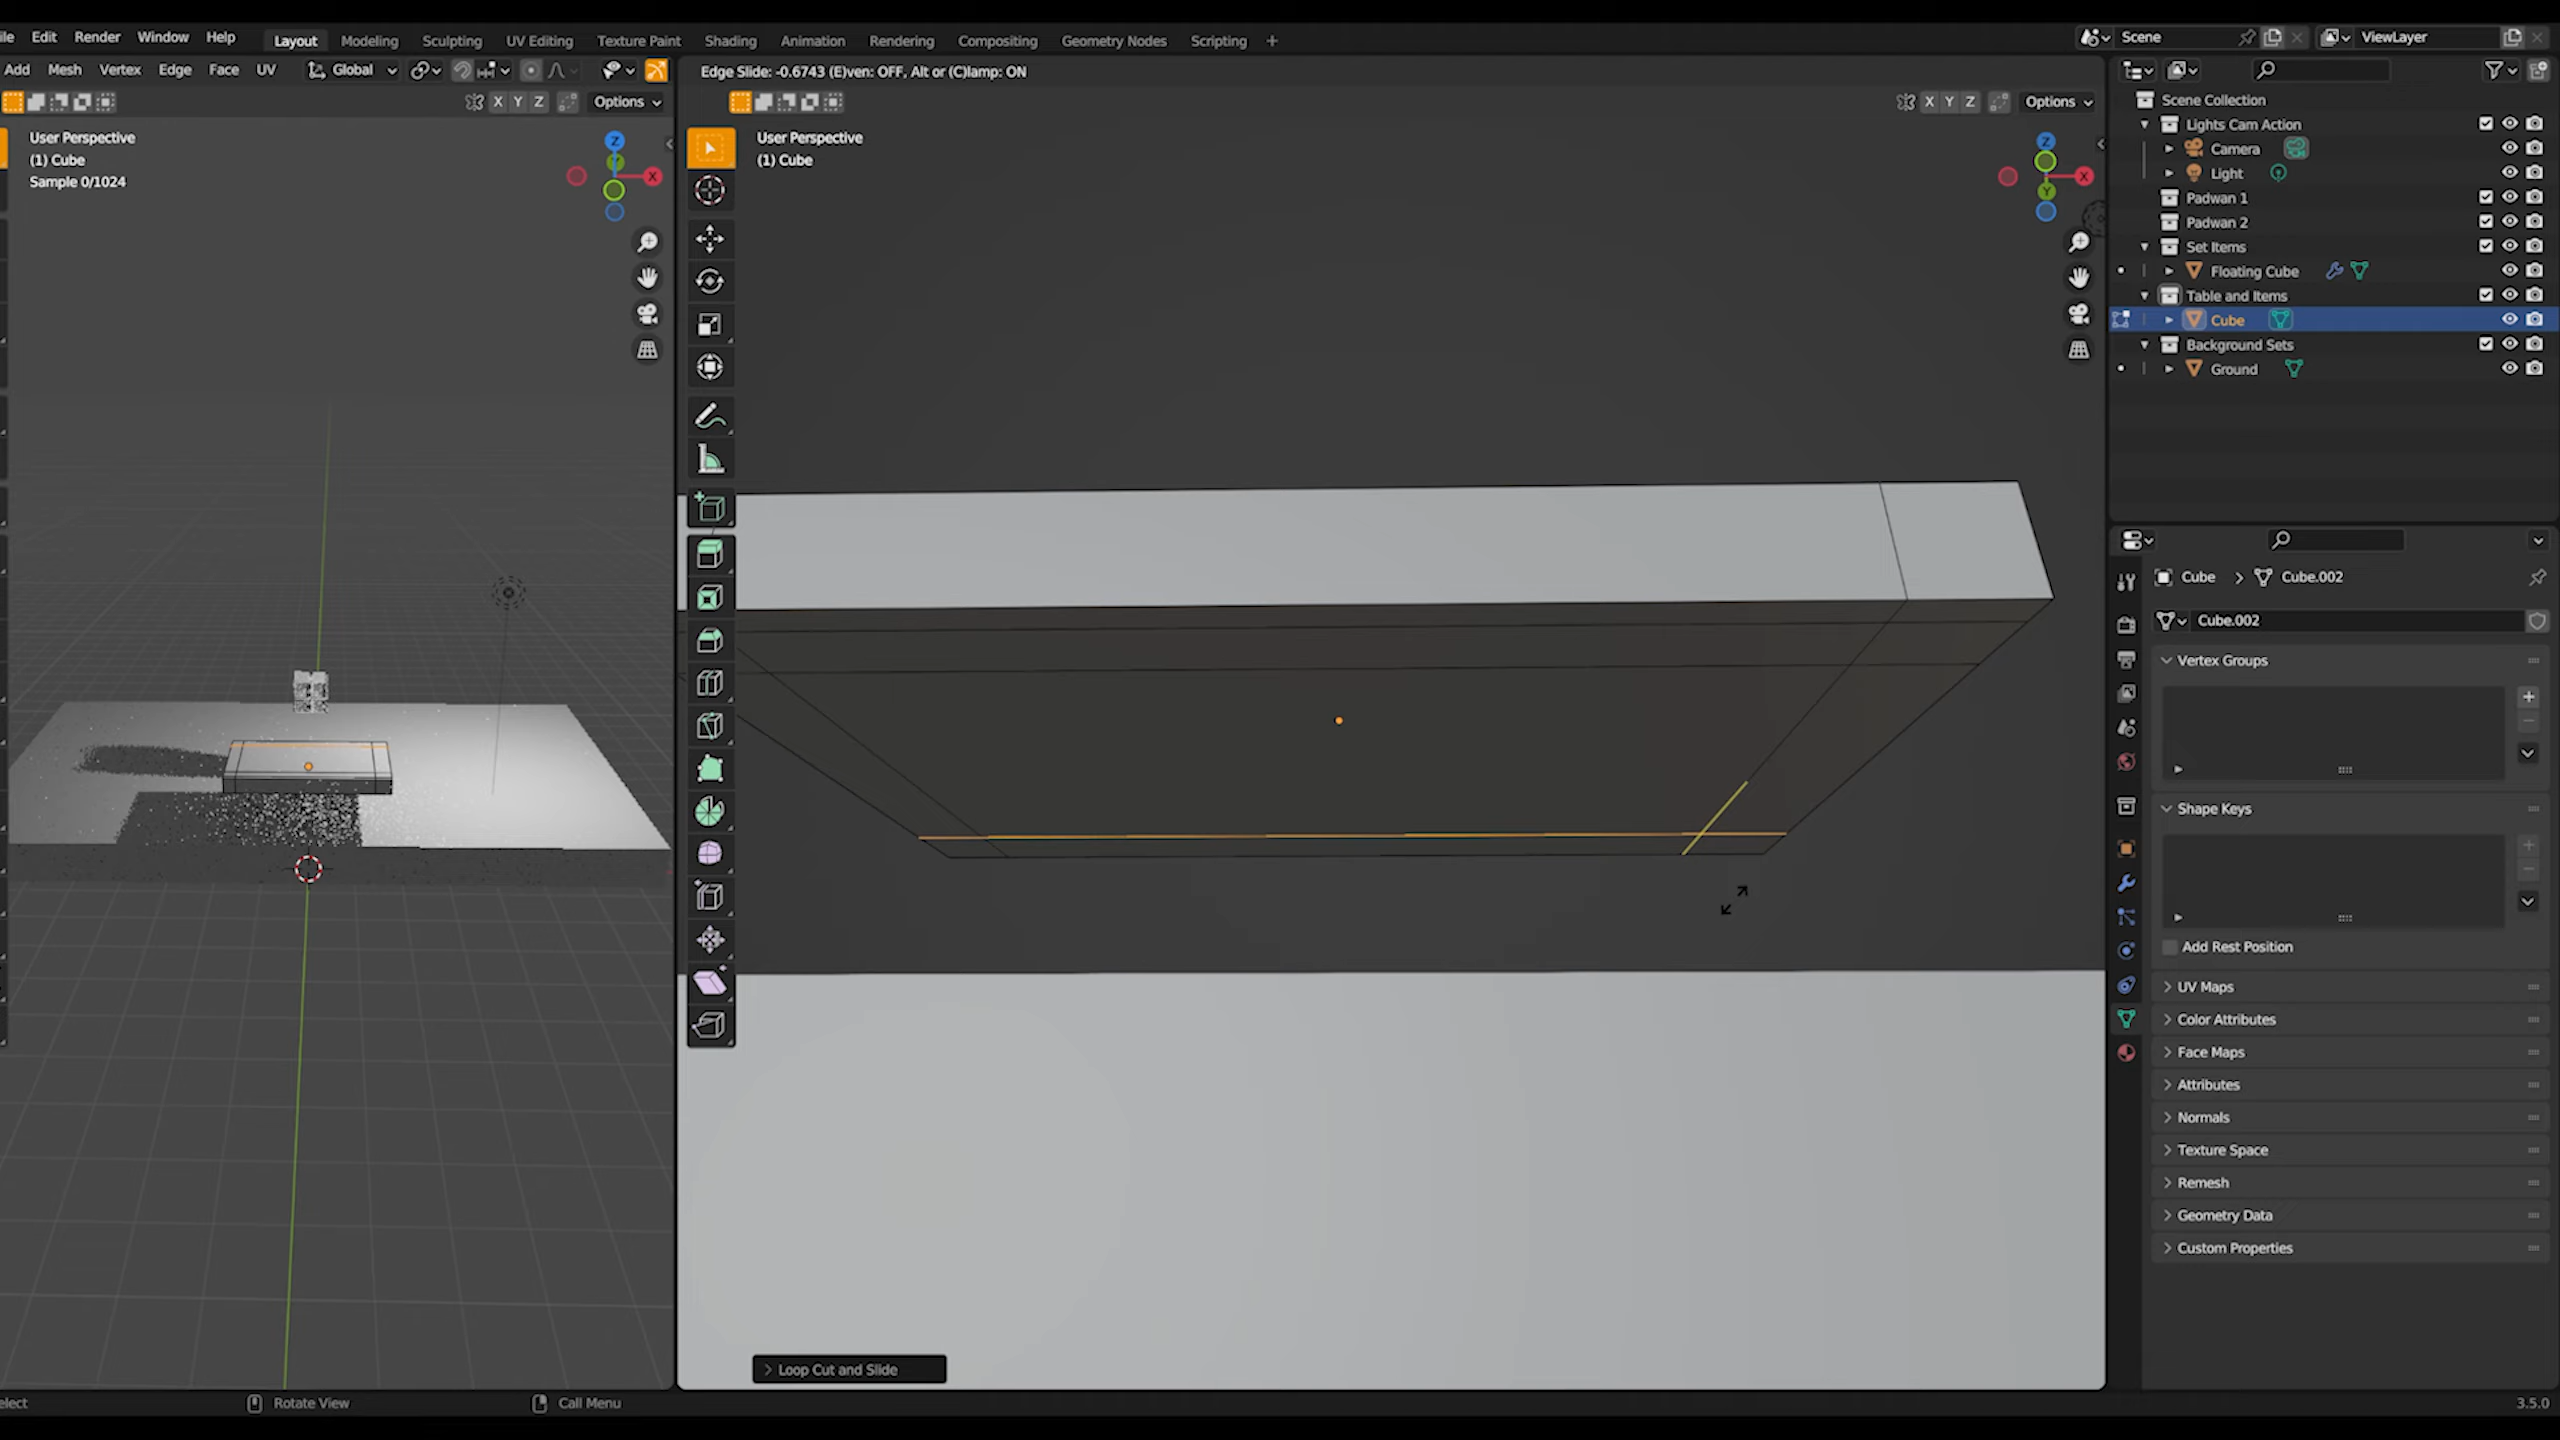 ile Edit Render Window Help Layout Modeling Sculpting UV Editing Texture Paint Shading Animation Rendering Compositing Geometry Nodes Scripting + Scene ViewLayer
Add Mesh Vertex Edge Face UV Global
Edge Slide: -0.6743 (E)ven: OFF, Alt or (C)lamp: ON
X Y Z Options
X Y Z Options
User Perspective
(1) Cube
Sample 0/1024
Z
Y
X
User Perspective
(1) Cube
Z
X
Y
Scene Collection
Lights Cam Action
Camera
Light
Padwan 1
Padwan 2
Set Items
Floating Cube
Table and Items
Cube
Background Sets
Ground
Cube > Cube.002
Cube.002
Vertex Groups
Shape Keys
Add Rest Position
UV Maps
Color Attributes
Face Maps
Attributes
Normals
Texture Space
Remesh
Geometry Data
Custom Properties
Loop Cut and Slide
elect Rotate View Call Menu 3.5.0